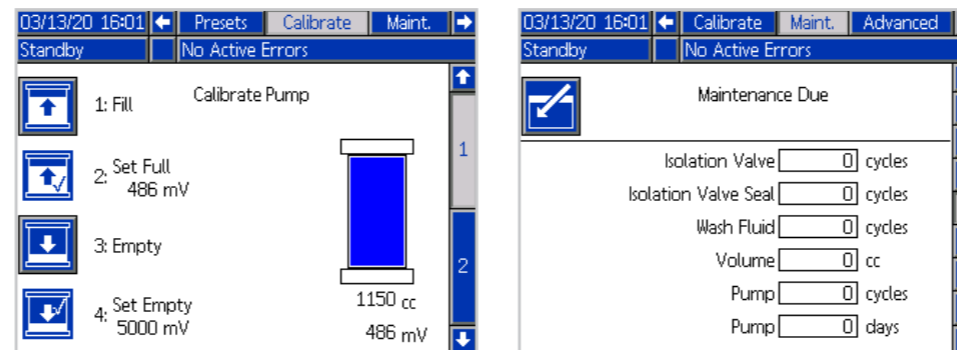 03/13/20 16:01 Presets Calibrate Maint.
Standby No Active Errors
Calibrate Pump
1: Fill
2: Set Full
486 mV
3: Empty
4: Set Empty
5000 mV
1150 cc
486 mV
1
2
03/13/20 16:01 Calibrate Maint. Advanced
Standby No Active Errors
Maintenance Due
Isolation Valve 0 cycles
Isolation Valve Seal 0 cycles
Wash Fluid 0 cycles
Volume 0 cc
Pump 0 cycles
Pump 0 days